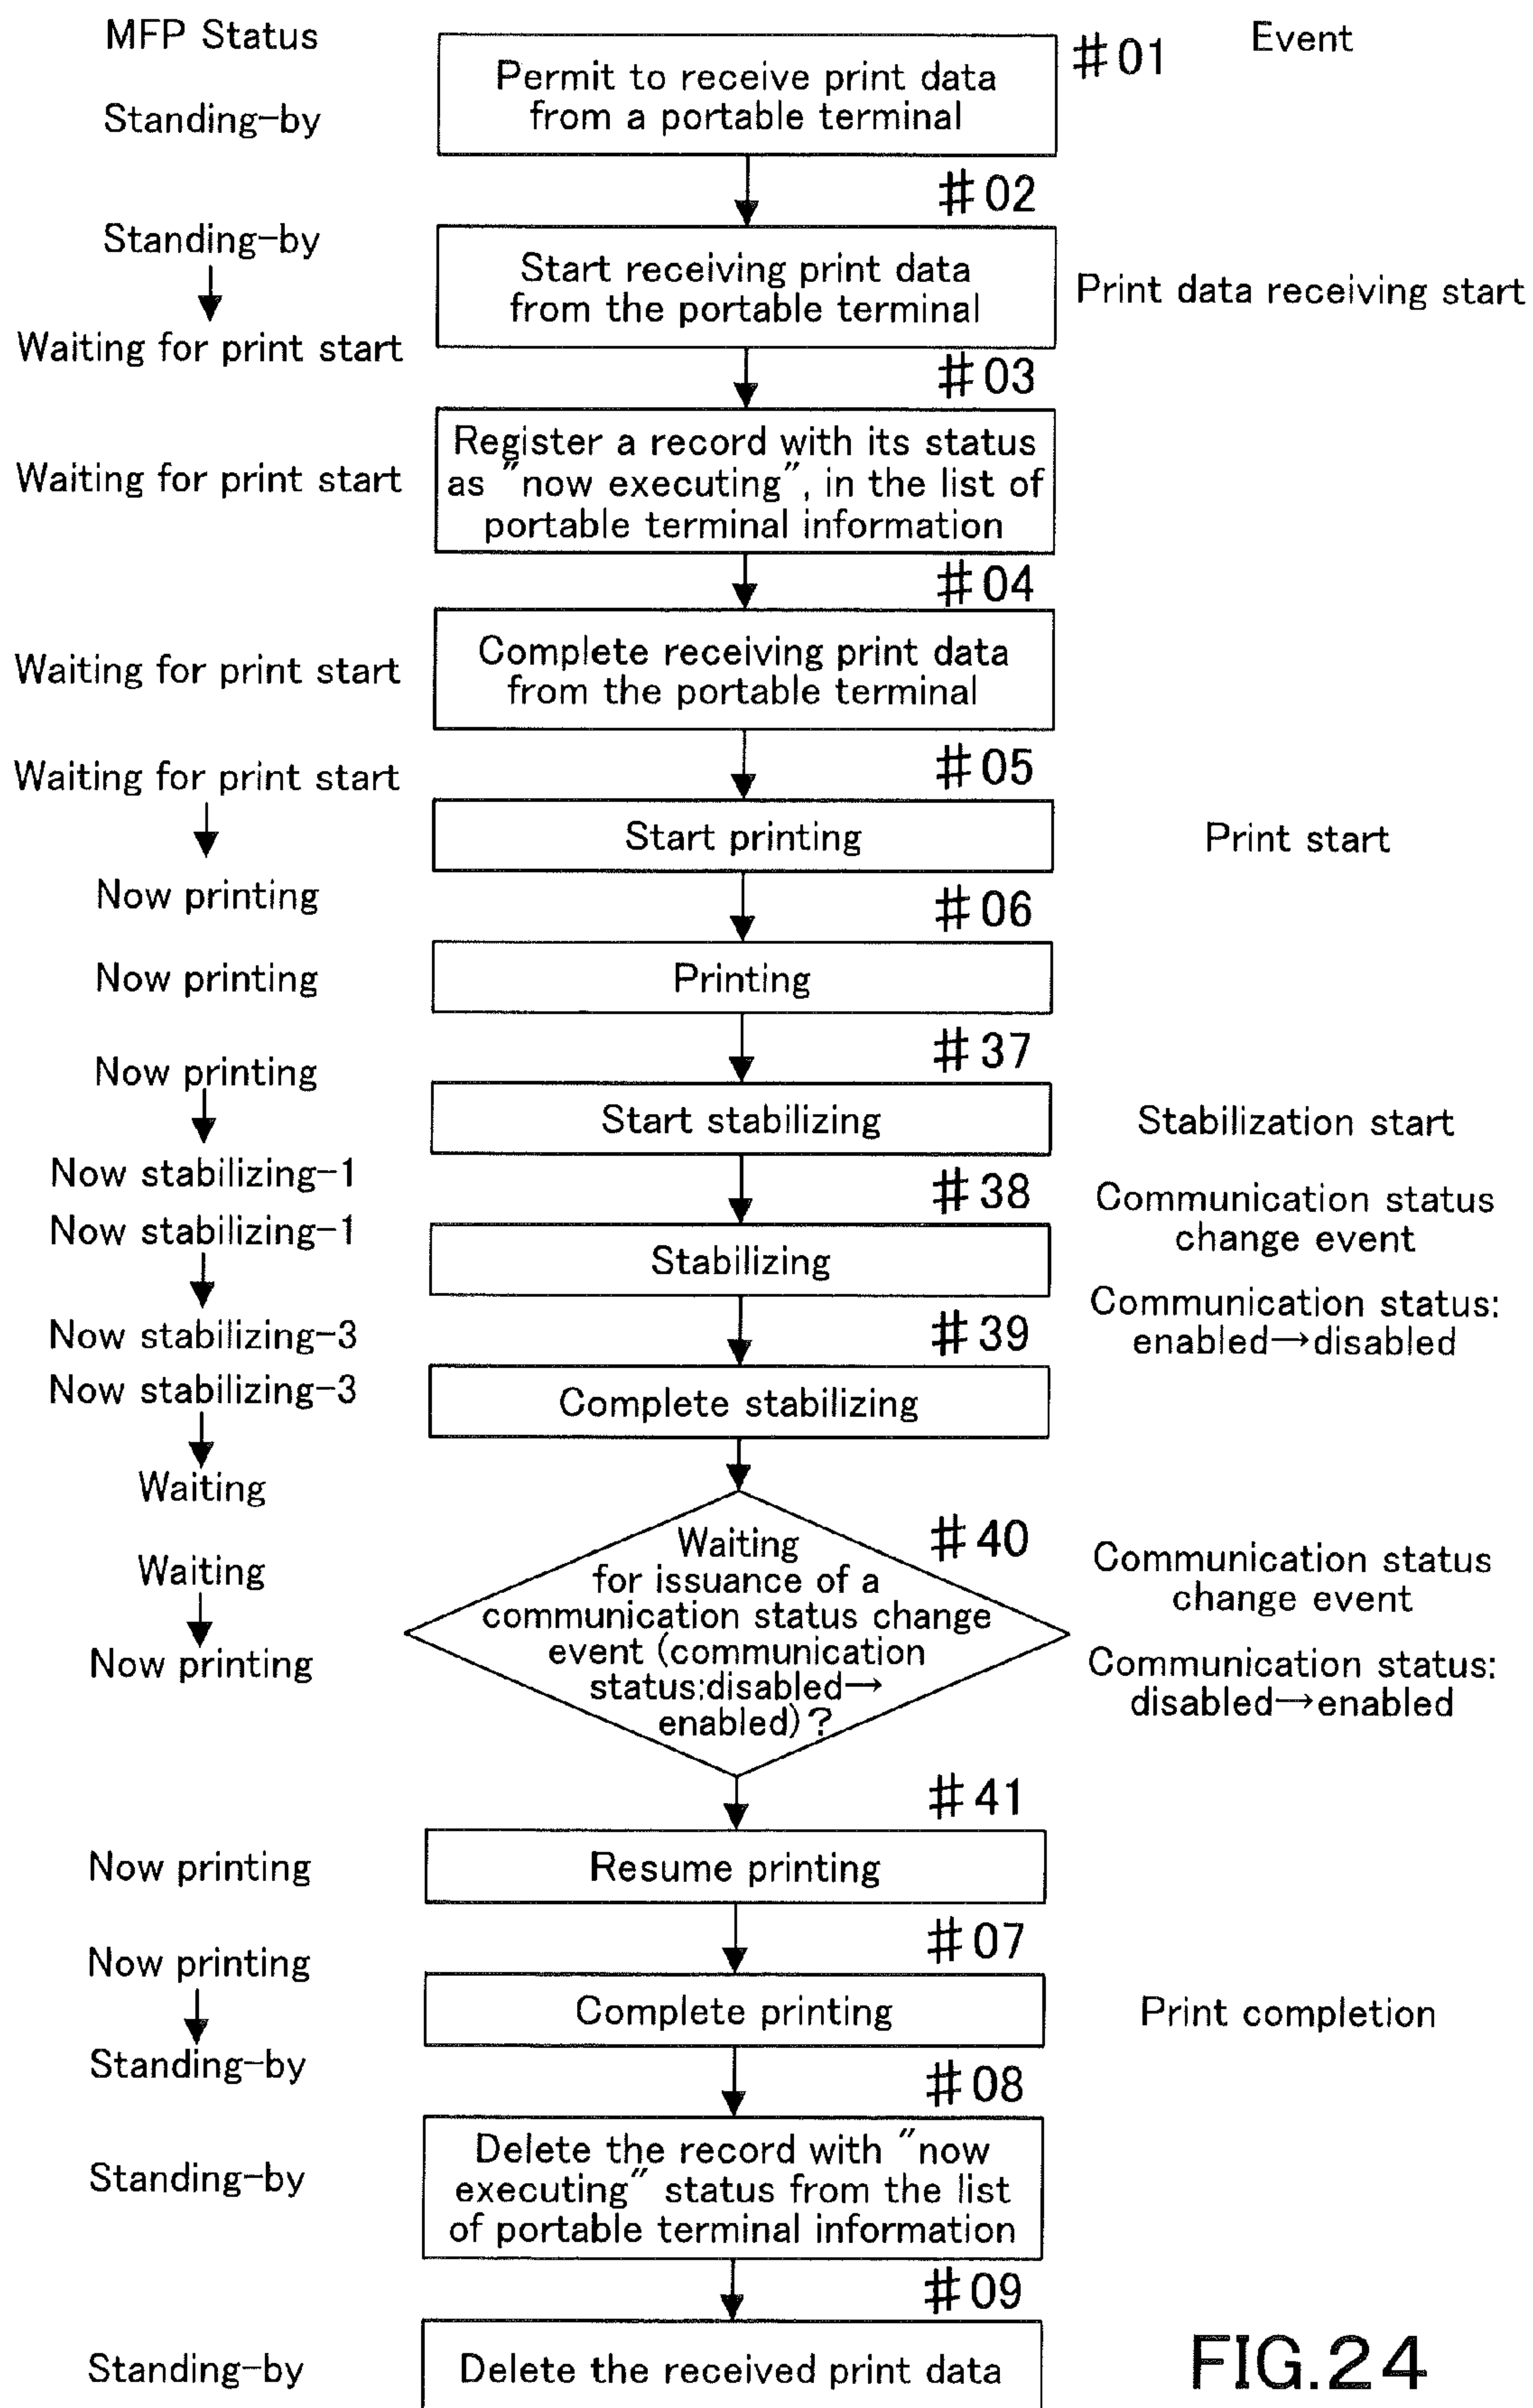 MFP Status
Event
#01
Permit to receive print data
from a portable terminal
Standing-by
#02
Standing-by
Waiting for print start
Start receiving print data
from the portable terminal
Print data receiving start
#03
Waiting for print start
Register a record with its status
as "now executing", in the list of
portable terminal information
#04
Waiting for print start
Complete receiving print data
from the portable terminal
#05
Waiting for print start
Now printing
Start printing
Print start
#06
Now printing
Printing
#37
Now printing
Now stabilizing-1
Start stabilizing
Stabilization start
#38
Now stabilizing-1
Now stabilizing-3
Stabilizing
Communication status
change event
Communication status:
enabled→disabled
#39
Now stabilizing-3
Waiting
Complete stabilizing
#40
Waiting
Now printing
Waiting
for issuance of a
communication status change
event (communication
status:disabled→
enabled)?
Communication status
change event
Communication status:
disabled→enabled
#41
Now printing
Resume printing
#07
Now printing
Standing-by
Complete printing
Print completion
#08
Standing-by
Delete the record with "now
executing" status from the list
of portable terminal information
#09
Standing-by
Delete the received print data
FIG.24